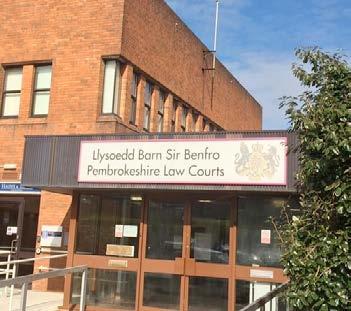 Llysoedd Barn Sir Benfro
Pembrokeshire Law Courts